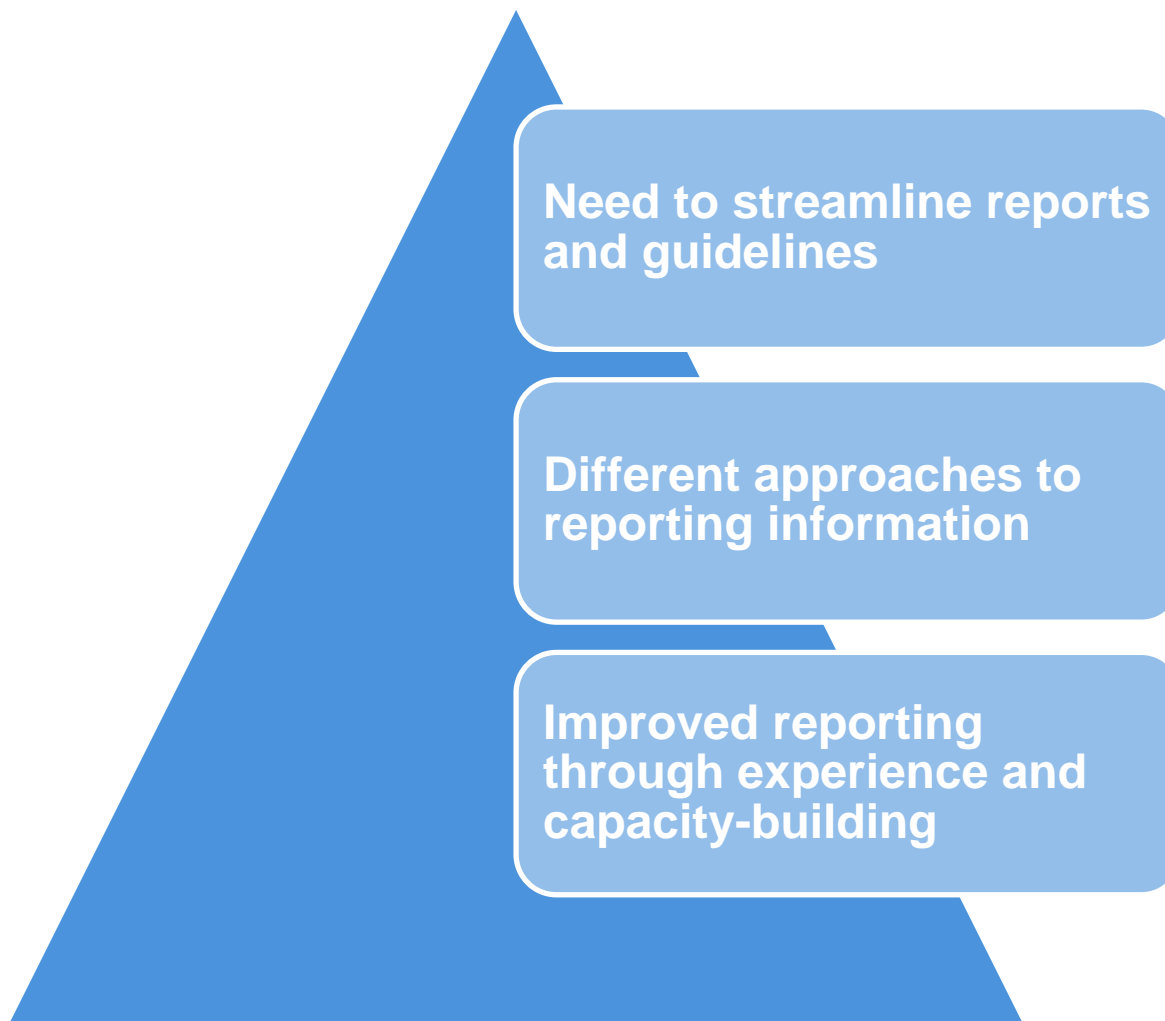 Need to streamline reports
and guidelines
Different approaches to
reporting information
Improved reporting
through experience and
capacity-building